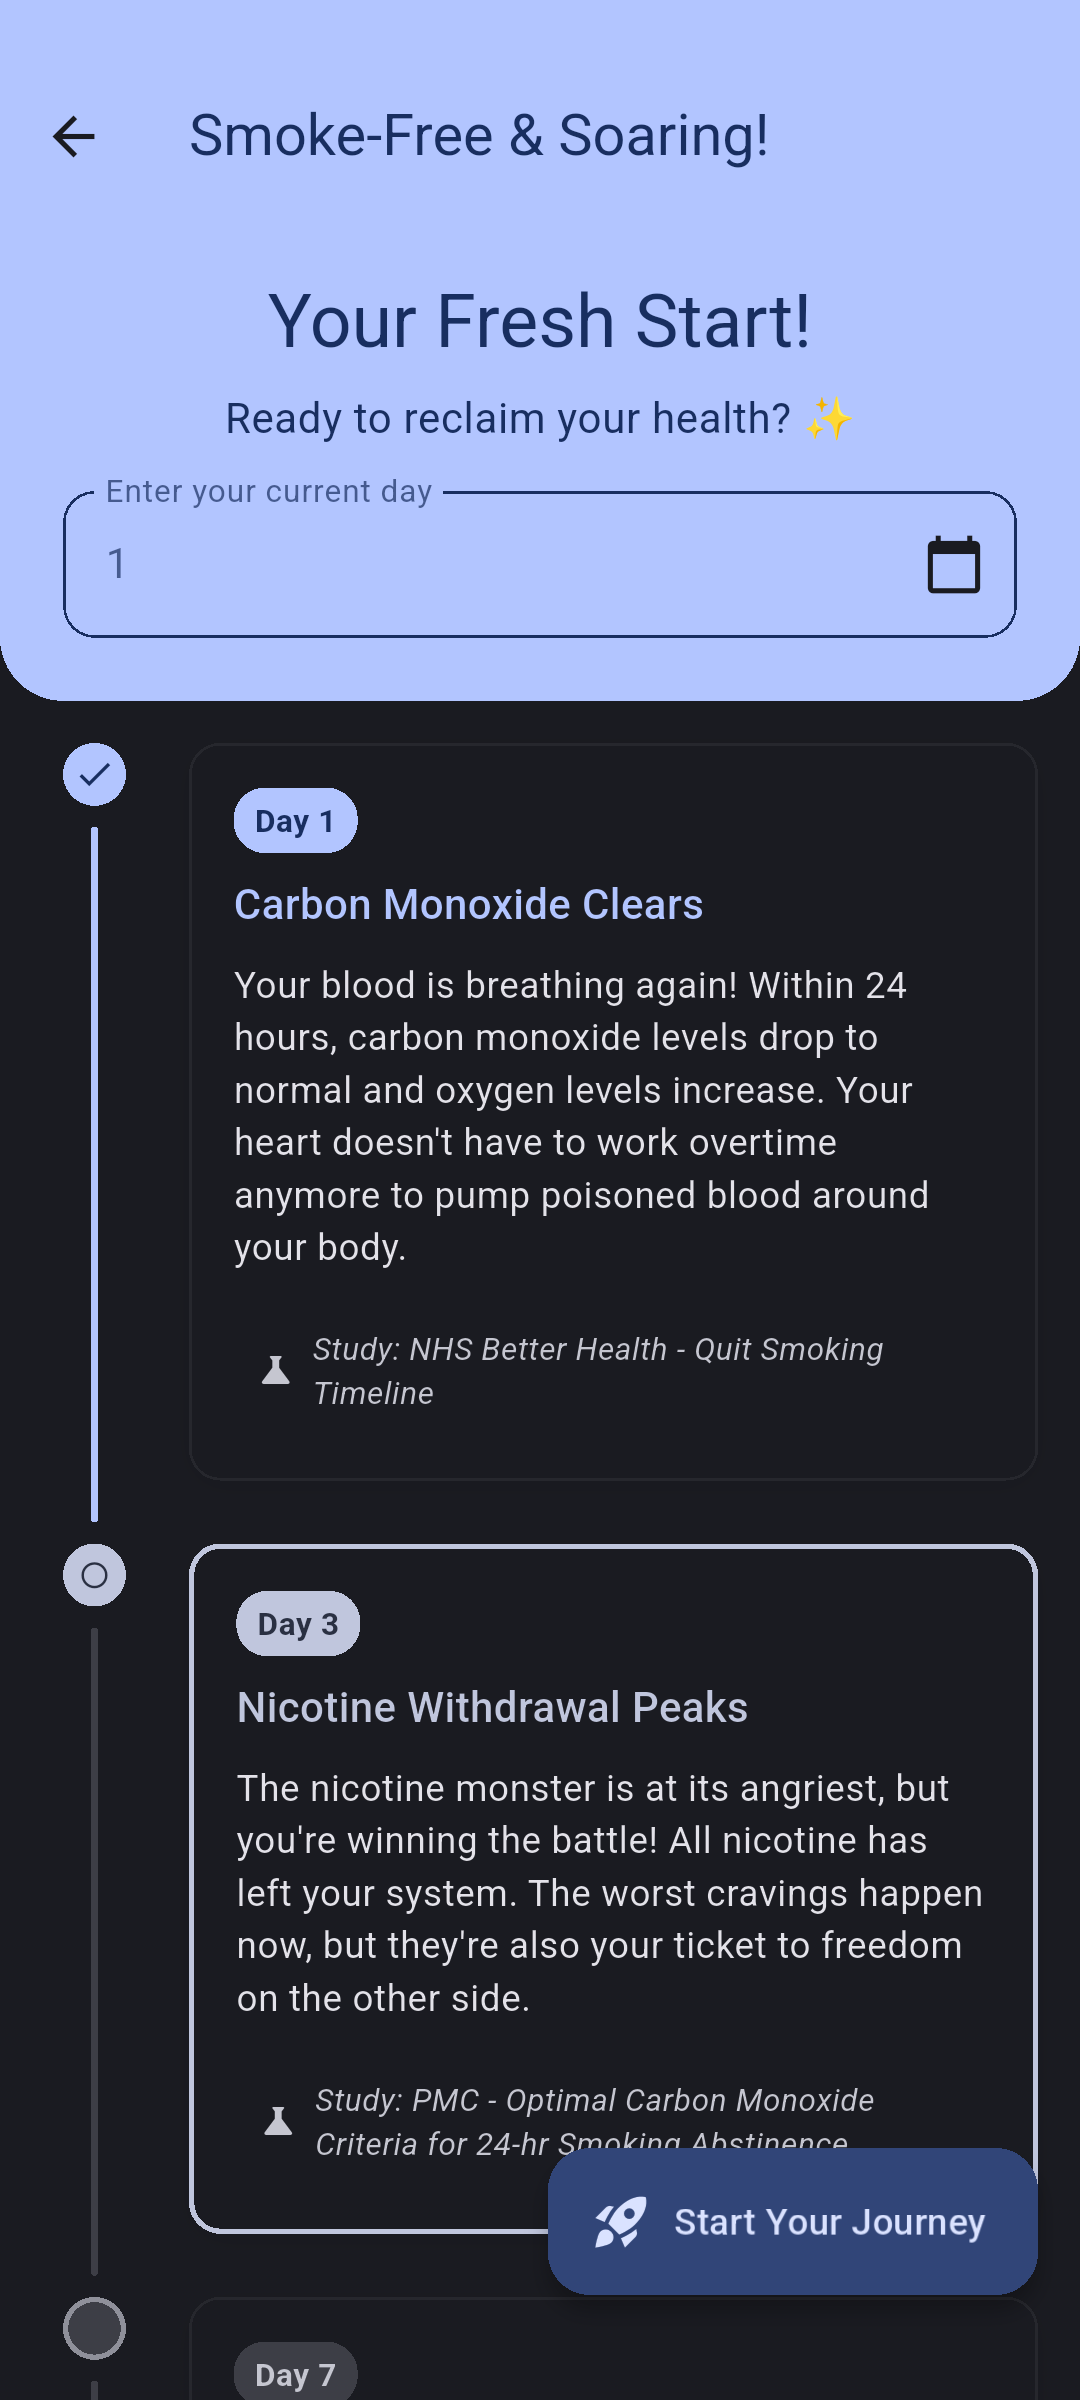 Smoke-Free & Soaring!
Your Fresh Start!
Ready to reclaim your health? ✨
Enter your current day
1
Day 1
Carbon Monoxide Clears
Your blood is breathing again! Within 24
hours, carbon monoxide levels drop to
normal and oxygen levels increase. Your
heart doesn't have to work overtime
anymore to pump poisoned blood around
your body.
Study: NHS Better Health - Quit Smoking
Timeline
Day 3
Nicotine Withdrawal Peaks
The nicotine monster is at its angriest, but
you're winning the battle! All nicotine has
left your system. The worst cravings happen
now, but they're also your ticket to freedom
on the other side.
Study: PMC - Optimal Carbon Monoxide
Criteria for 24-hr Smoking Abstinence
Start Your Journey
Day 7